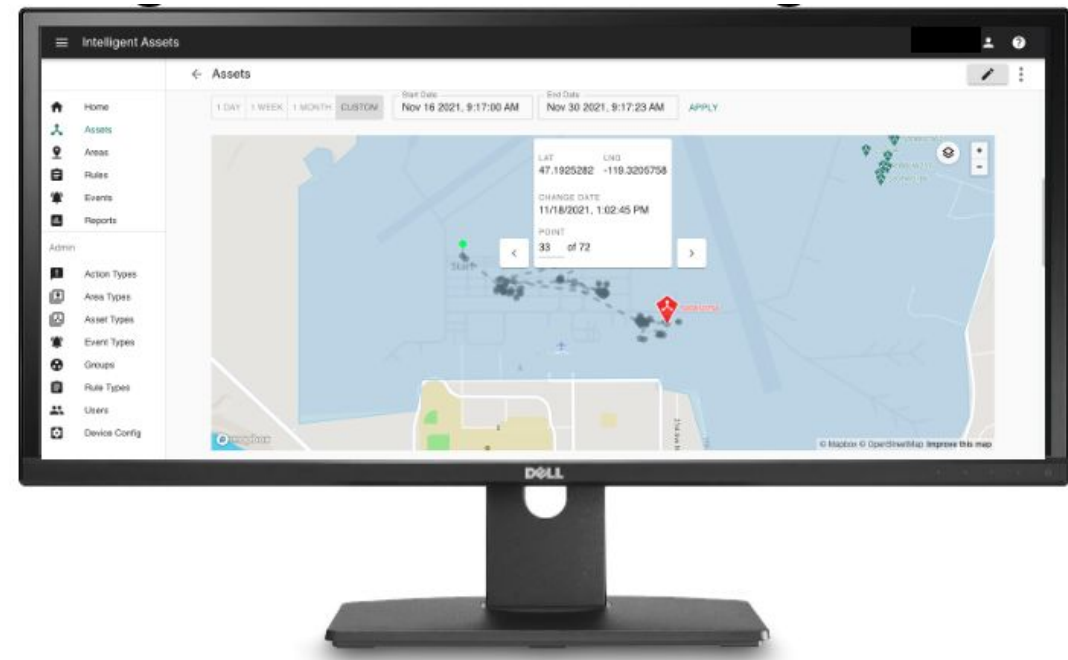 Intelligent Assets
Assets
Home
Assets
Areas
Rules
Events
Reports
Admin
Action Types
Area Types
Asset Types
Event Types
Groups
Rule Types
Users
Device Config
1 DAY 1 WEEK 1 MONTH CUSTOM
Start Date
Nov 16 2021, 9:17:00 AM
End Date
Nov 30 2021, 9:17:23 AM
APPLY
LAT LNG
47.1925282 -119.3205758
CHANGE DATE
11/18/2021, 1:02:45 PM
POINT
33 of 72
Start
mapbox
© Mapbox © OpenStreetMap Improve this map
DELL